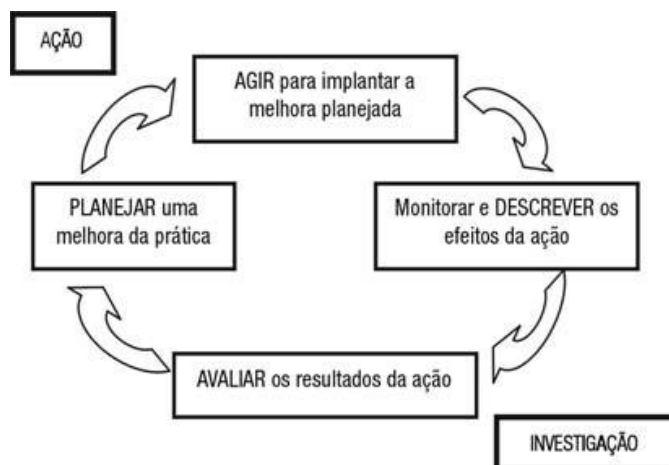 AÇÃO
AGIR para implantar a
melhora planejada
PLANEJAR uma
melhora da prática
Monitorar e DESCREVER os
efeitos da ação
AVALIAR os resultados da ação
INVESTIGAÇÃO